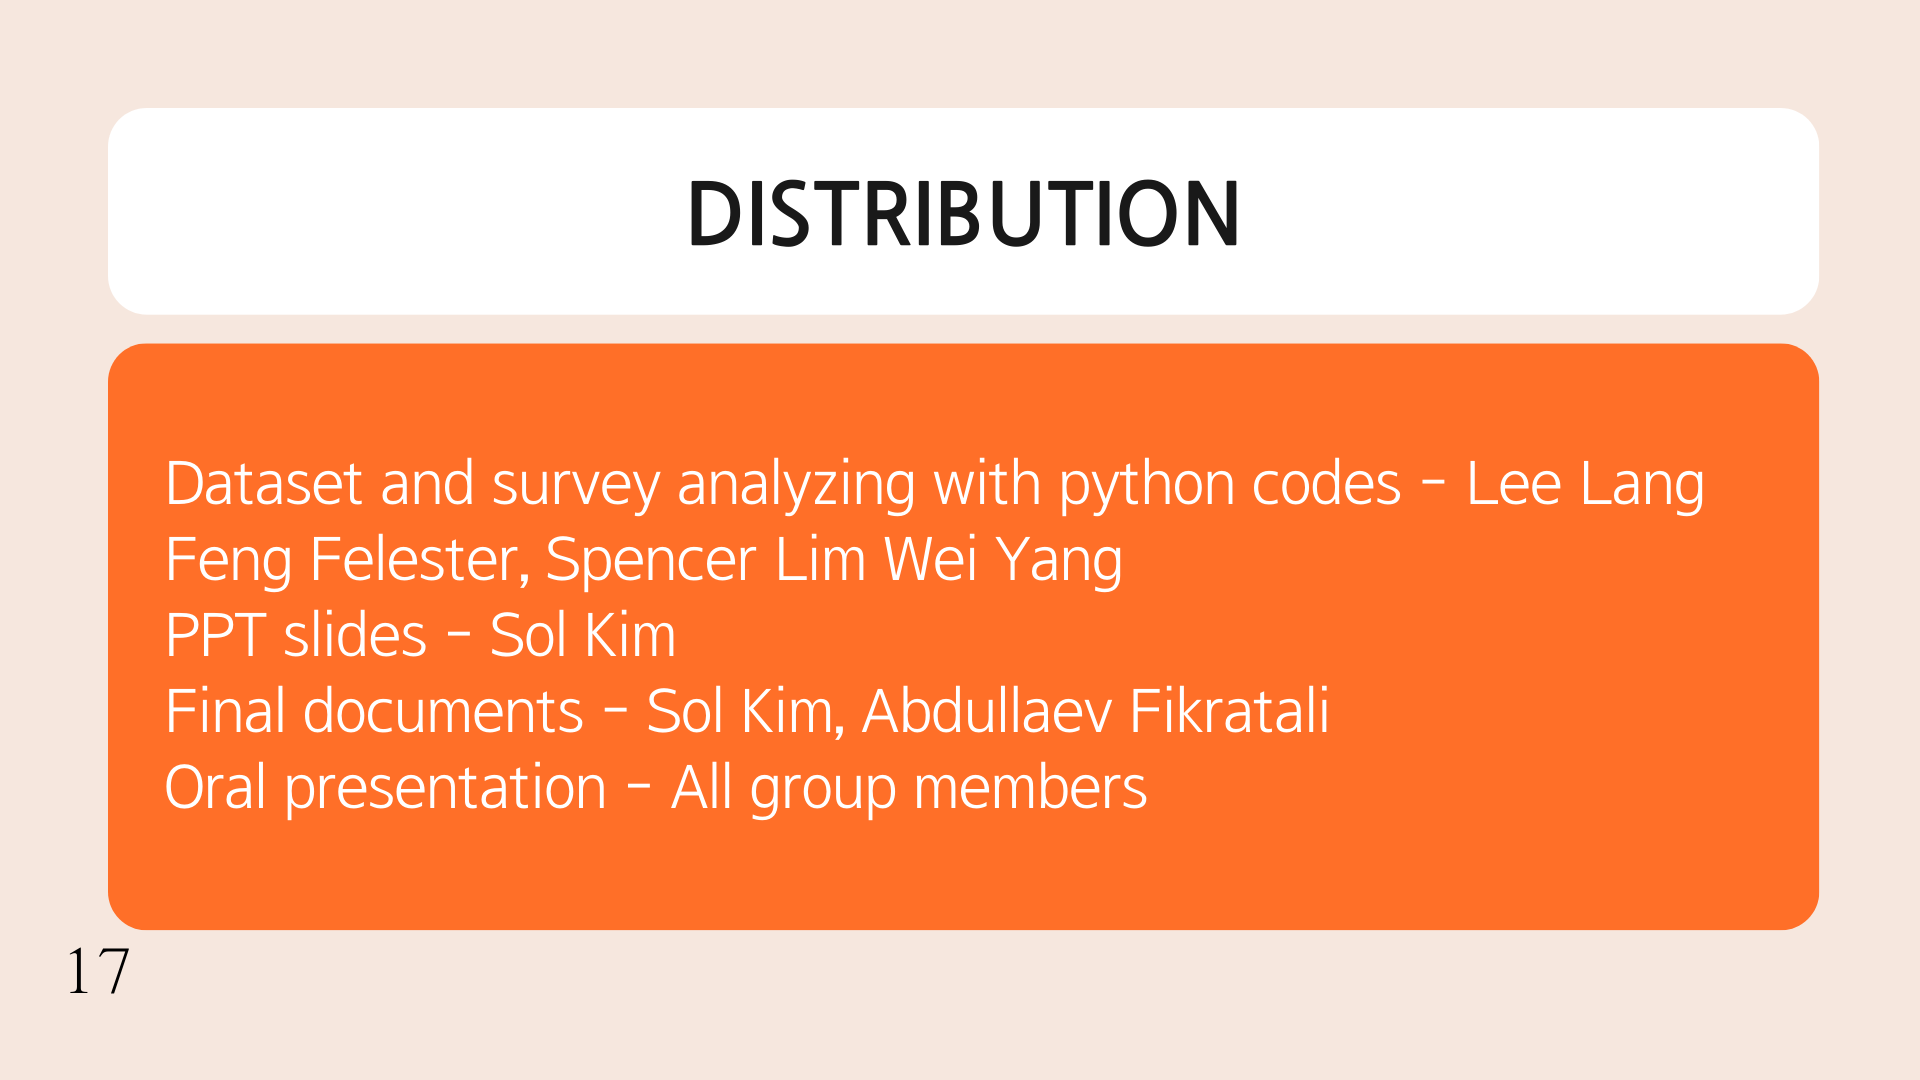 DISTRIBUTION
Dataset and survey analyzing with python codes - Lee Lang
Feng Felester, Spencer Lim Wei Yang
PPT slides - Sol Kim
Final documents - Sol Kim, Abdullaev Fikratali
Oral presentation - All group members
17